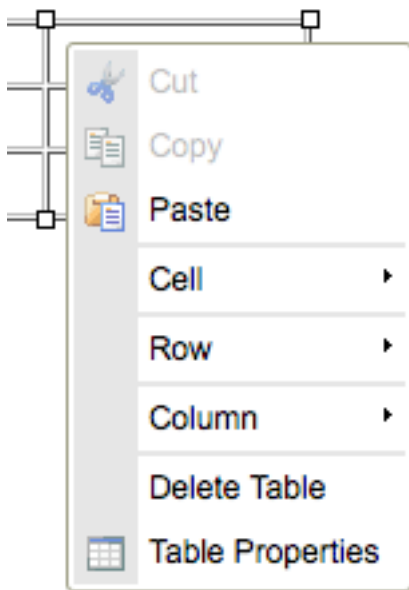 Cut
Copy
Paste
Cell
Row
Column
Delete Table
Table Properties